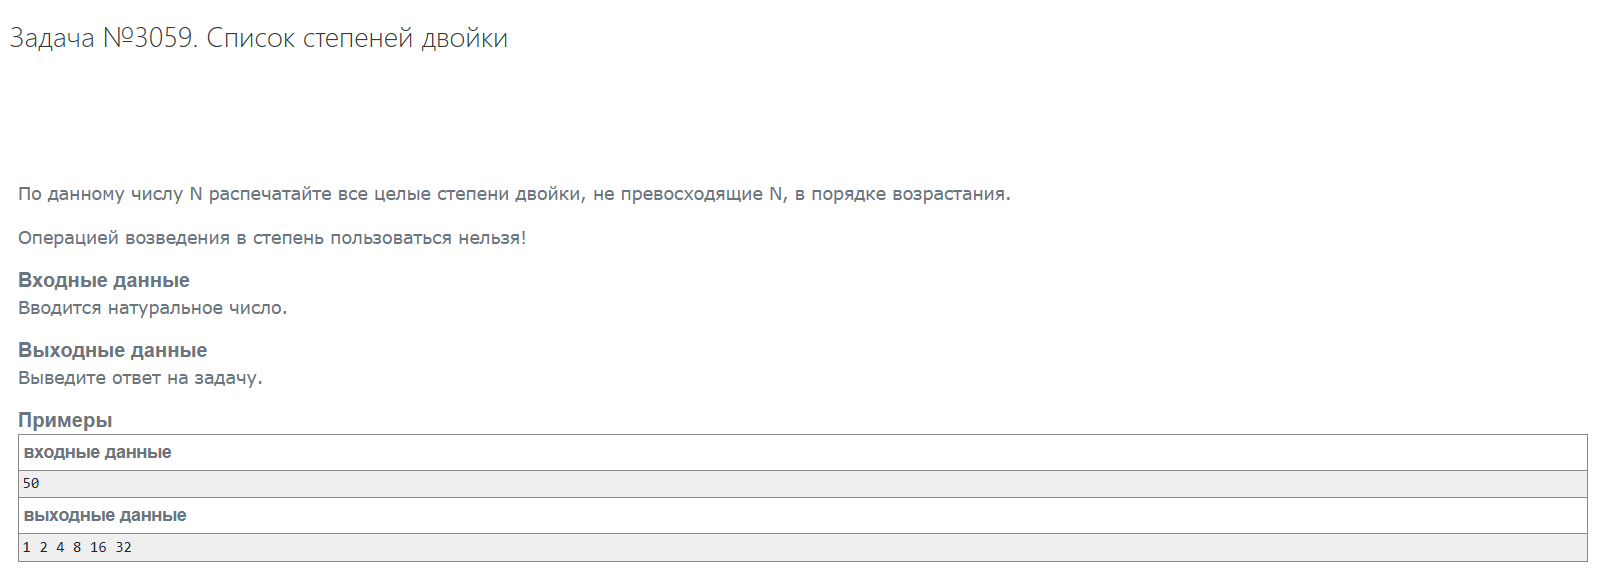 Задача №3059. Список степеней двойки
По данному числу N распечатайте все целые степени двойки, не превосходящие N, в порядке возрастания.
Операцией возведения в степень пользоваться нельзя!
Входные данные
Вводится натуральное число.
Выходные данные
Выведите ответ на задачу.
Примеры
входные данные
50
выходные данные
1 2 4 8 16 32